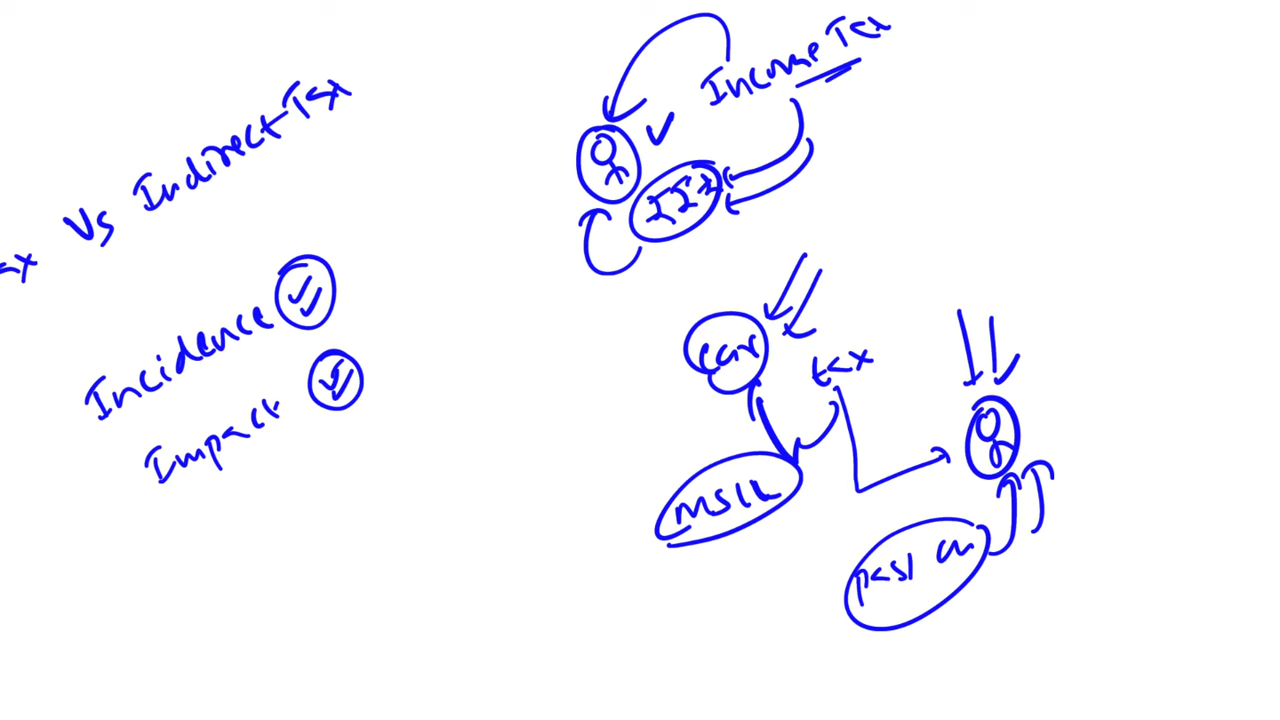 Income Tax
Vs Indirect Tax
Incidence
Impact
car
tax
MSIL